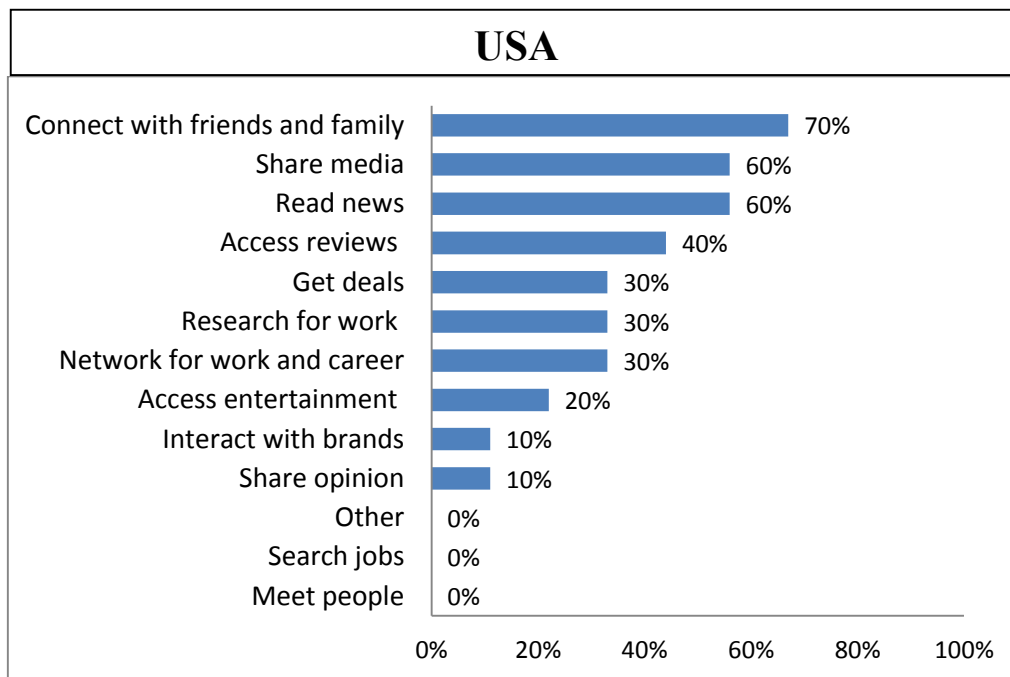 USA
Connect with friends and family 70%
Share media 60%
Read news 60%
Access reviews 40%
Get deals 30%
Research for work 30%
Network for work and career 30%
Access entertainment 20%
Interact with brands 10%
Share opinion 10%
Other 0%
Search jobs 0%
Meet people 0%
0% 20% 40% 60% 80% 100%